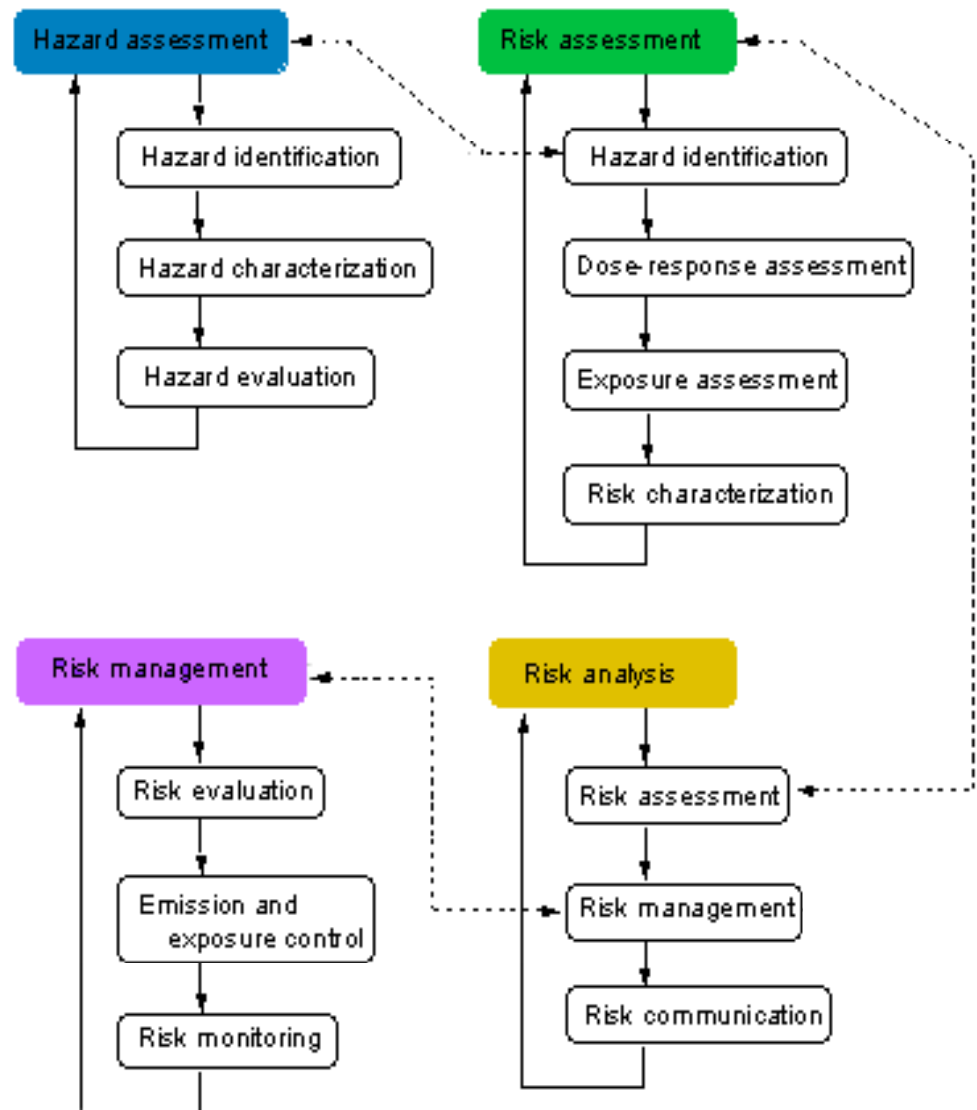 Hazard assessment
Hazard identification
Hazard characterization
Hazard evaluation
Risk assessment
Hazard identification
Dose-response assessment
Exposure assessment
Risk characterization
Risk management
Risk evaluation
Emission and
exposure control
Risk monitoring
Risk analysis
Risk assessment
Risk management
Risk communication